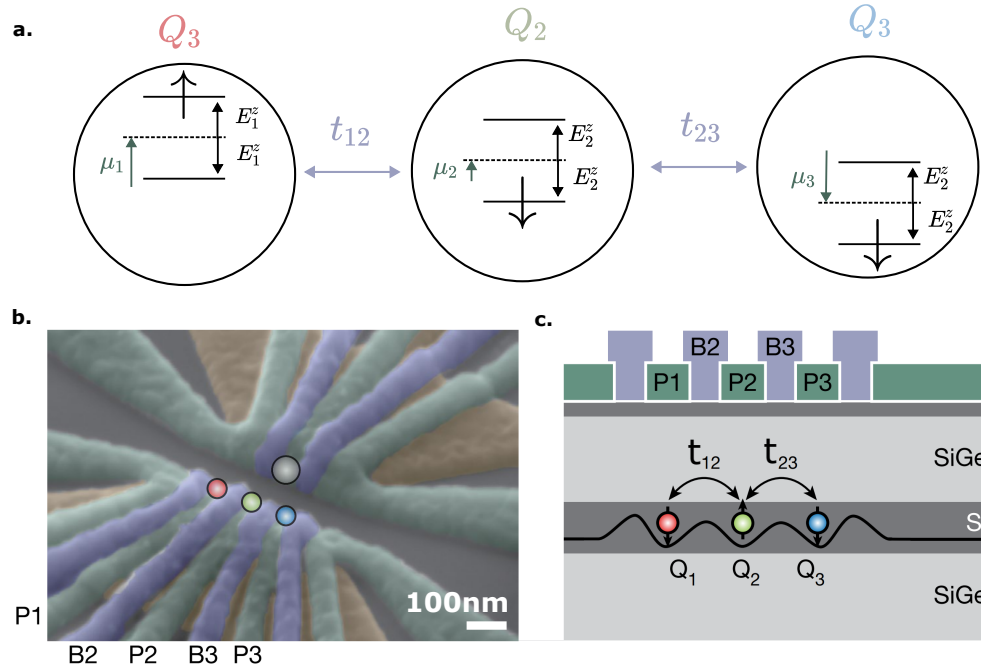 a.
Q₃ Q₂ Q₃
t₁₂ t₂₃
μ₁ E₁ᶻ
E₁ᶻ
μ₂ E₂ᶻ
E₂ᶻ
μ₃ E₂ᶻ
E₂ᶻ
b.
100nm
P1
B2 P2 B3 P3
c.
B2 B3
P1 P2 P3
t₁₂ t₂₃
SiGe
S
Q₁ Q₂ Q₃
SiGe